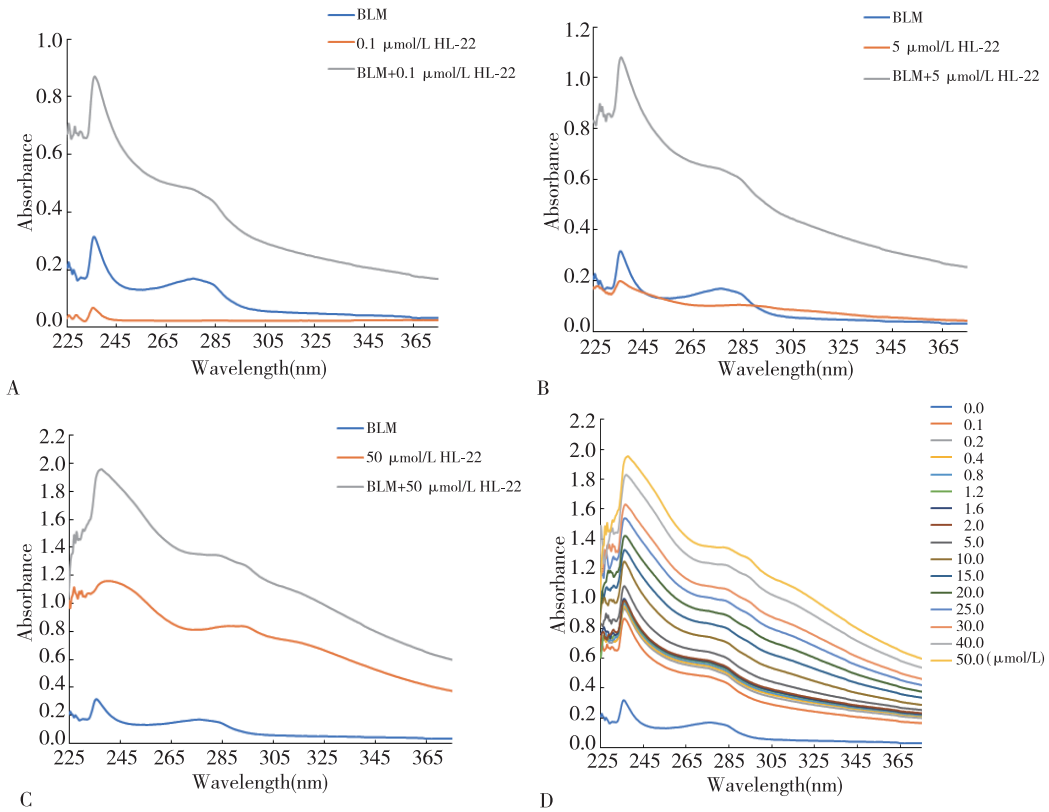 BLM
0.1 μmol/L HL-22
BLM+0.1 μmol/L HL-22
1.0
0.8
0.6
0.4
0.2
0.0
Absorbance
225 245 265 285 305 325 345 365
Wavelength(nm)
A
BLM
5 μmol/L HL-22
BLM+5 μmol/L HL-22
1.2
1.0
0.8
0.6
0.4
0.2
0.0
Absorbance
225 245 265 285 305 325 345 365
Wavelength(nm)
B
BLM
50 μmol/L HL-22
BLM+50 μmol/L HL-22
2.2
2.0
1.8
1.6
1.4
1.2
1.0
0.8
0.6
0.4
0.2
0.0
Absorbance
225 245 265 285 305 325 345 365
Wavelength(nm)
C
0.0
0.1
0.2
0.4
0.8
1.2
1.6
2.0
5.0
10.0
15.0
20.0
25.0
30.0
40.0
50.0 (μmol/L)
2.2
2.0
1.8
1.6
1.4
1.2
1.0
0.8
0.6
0.4
0.2
0.0
Absorbance
225 245 265 285 305 325 345 365
Wavelength(nm)
D